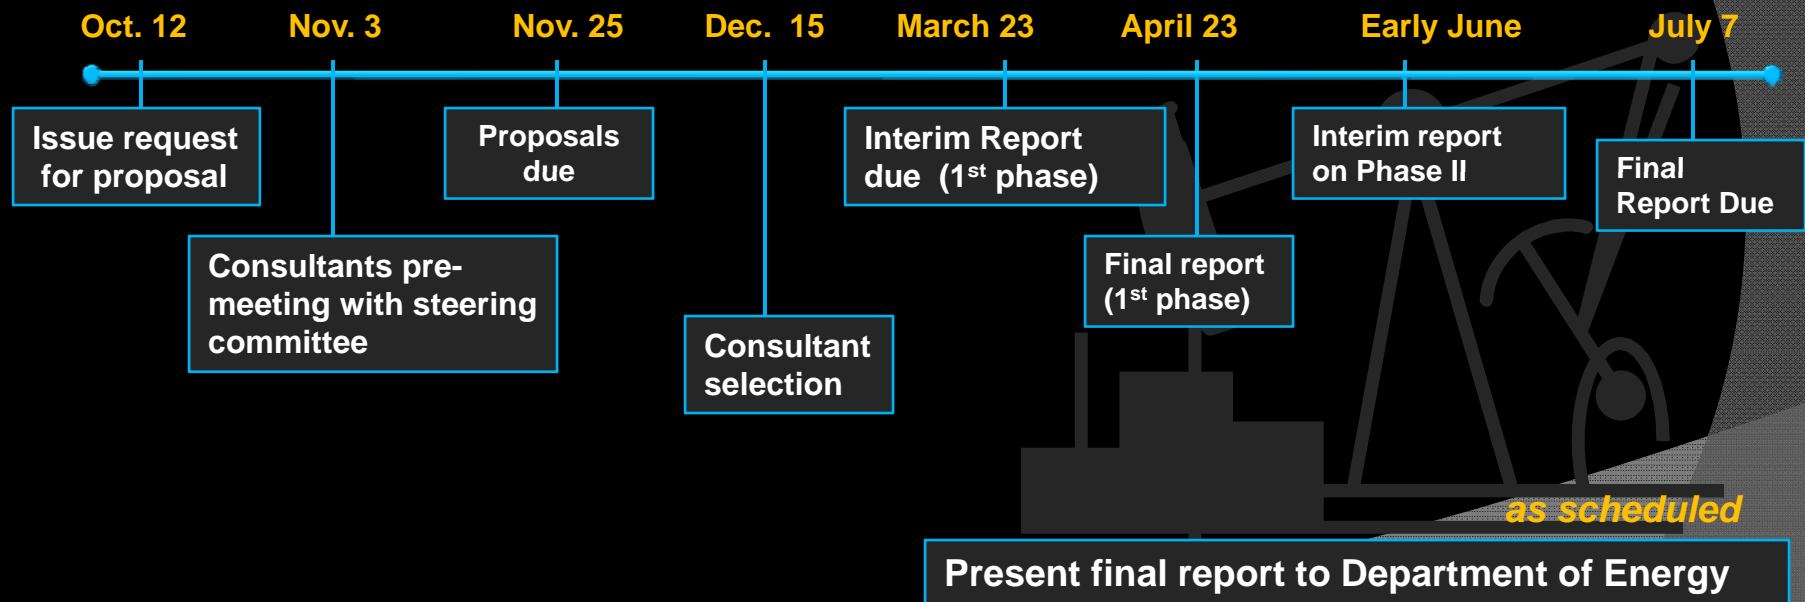 Oct. 12 Nov. 3 Nov. 25 Dec. 15 March 23 April 23 Early June July 7
Issue request
for proposal
Consultants pre-
meeting with steering
committee
Proposals
due
Consultant
selection
Interim Report
due (1st phase)
Final report
(1st phase)
Interim report
on Phase II
Final
Report Due
as scheduled
Present final report to Department of Energy